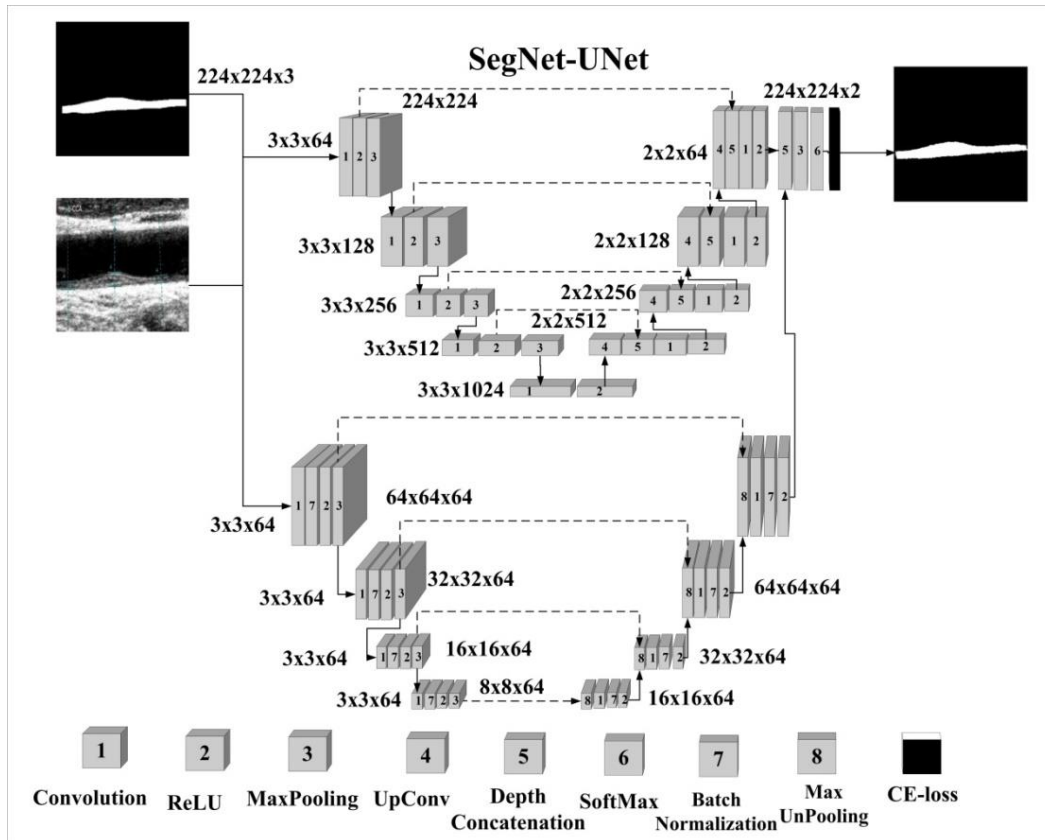 SegNet-UNet
224x224x3
224x224
224x224x2
3x3x64
1 2 3
4 5 1 2
5 3 6
2x2x64
3x3x128
1 2 3
2x2x128
4 5 1 2
3x3x256
1 2 3
2x2x256
4 5 1 2
2x2x512
3x3x512
1 2 3
4 5 1 2
3x3x1024
1 2
3x3x64
1 7 2 3
64x64x64
8 1 7 2
3x3x64
1 7 2 3
32x32x64
8 1 7 2
64x64x64
3x3x64
1 7 2 3
16x16x64
8 1 7 2
32x32x64
3x3x64
1 7 2 3
8x8x64
8 1 7 2
16x16x64
1 2 3 4 5 6 7 8
Convolution
ReLU
MaxPooling
UpConv
Depth
Concatenation
SoftMax
Batch
Normalization
Max
UnPooling
CE-loss